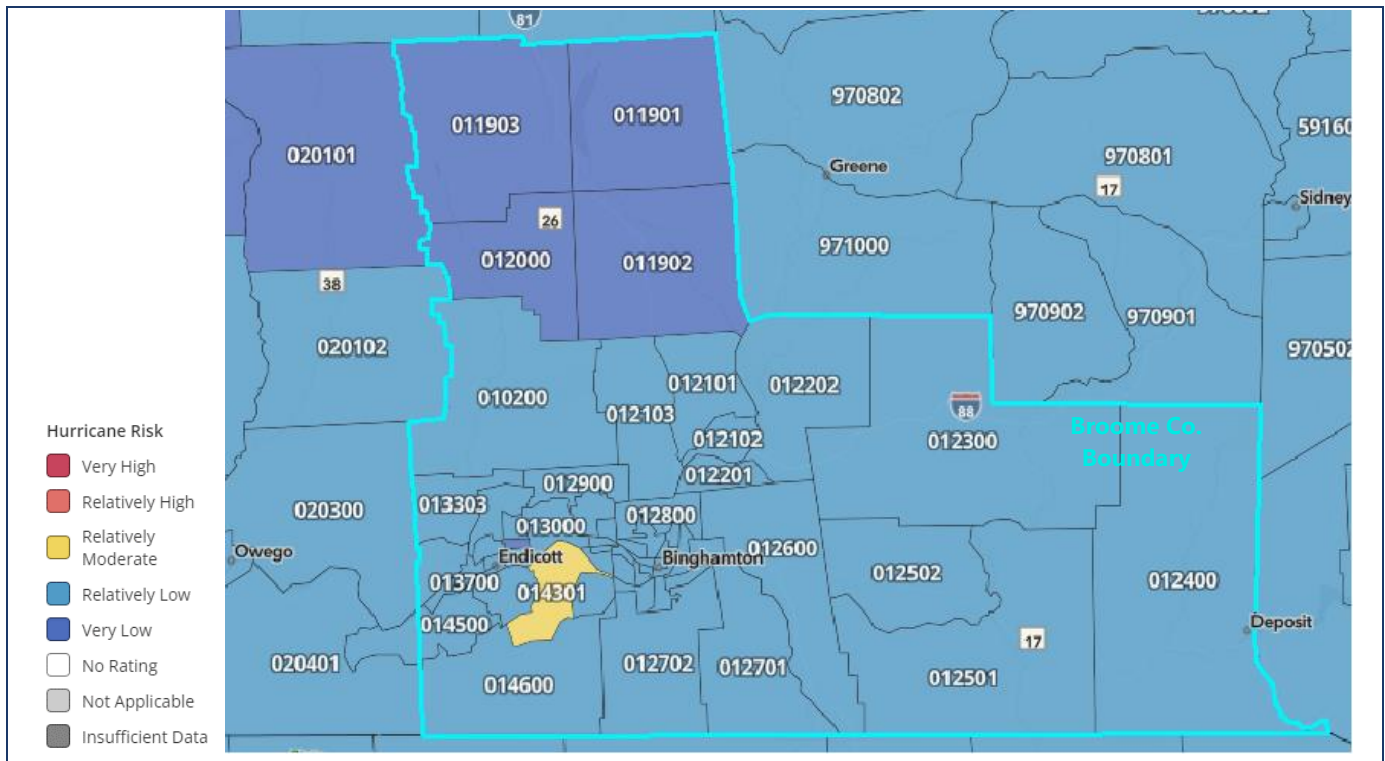 81
970802
011901
011903
59160
020101
970801
Greene
17
Sidney
26
971000
012000
011902
38
970902
970901
020102
970502
012101
012202
010200
88
012103
Broome Co.
Boundary
Hurricane Risk
012102
012300
Very High
012201
012900
Relatively High
013303
020300
012800
013000
Relatively
Moderate
Owego
Endicott
Binghamton
012600
012502
013700
014301
012400
Relatively Low
014500
Deposit
Very Low
17
020401
012702
012701
No Rating
012501
014600
Not Applicable
Insufficient Data